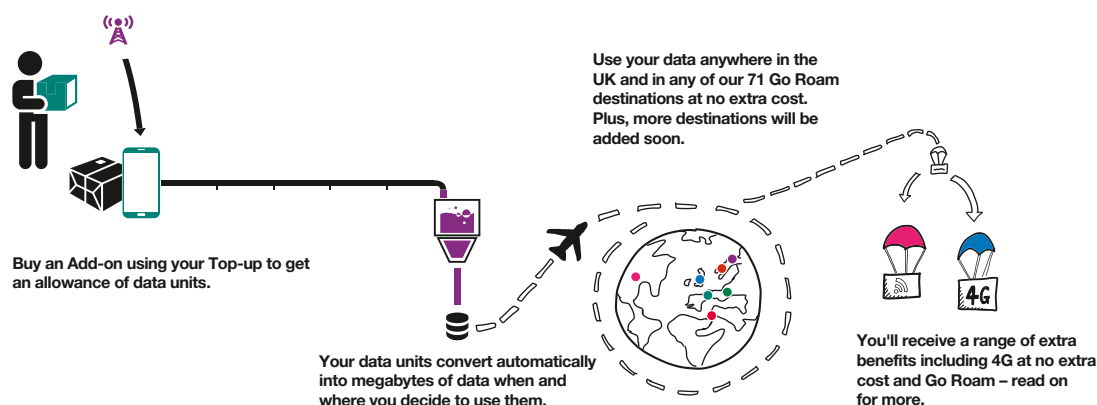 Use your data anywhere in the
UK and in any of our 71 Go Roam
destinations at no extra cost.
Plus, more destinations will be
added soon.
Buy an Add-on using your Top-up to get
an allowance of data units.
Your data units convert automatically
into megabytes of data when and
where you decide to use them.
4G
You'll receive a range of extra
benefits including 4G at no extra
cost and Go Roam – read on
for more.